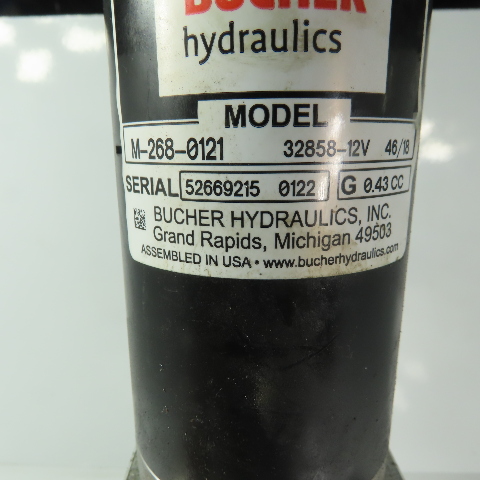 BUCHER
hydraulics
MODEL
M-268-0121 32858-12V 46/18
SERIAL 52669215 0122 G 0.43 CC
BUCHER HYDRAULICS, INC.
Grand Rapids, Michigan 49503
ASSEMBLED IN USA • www.bucherhydraulics.com